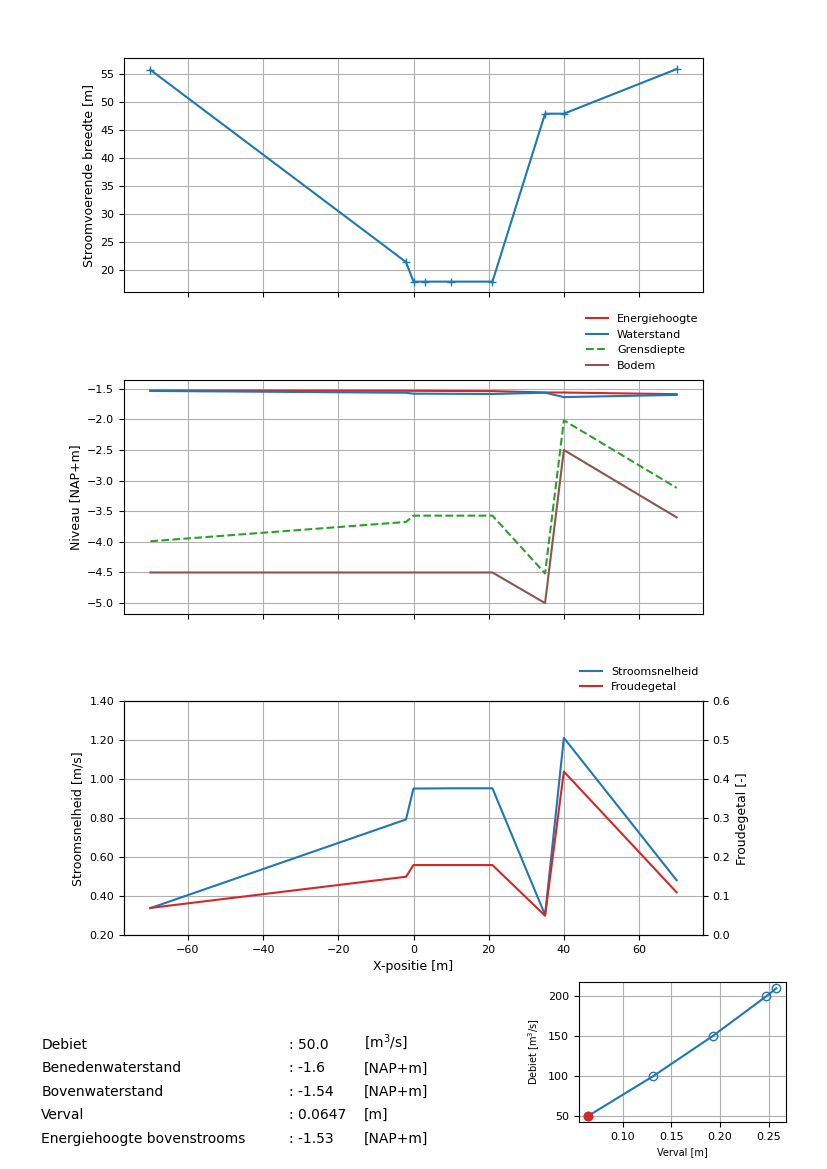 Stroomvoerende breedte [m]
55
50
45
40
35
30
25
20
Energiehoogte
Waterstand
Grensdiepte
Bodem
Niveau [NAP+m]
−1.5
−2.0
−2.5
−3.0
−3.5
−4.0
−4.5
−5.0
Stroomsnelheid
Froudegetal
Stroomsnelheid [m/s]
1.40
1.20
1.00
0.80
0.60
0.40
0.20
0.6
0.5
0.4
0.3
0.2
0.1
0.0
Froudegetal [-]
−60 −40 −20 0 20 40 60
X-positie [m]
Debiet : 50.0 [m³/s]
Benedenwaterstand : -1.6 [NAP+m]
Bovenwaterstand : -1.54 [NAP+m]
Verval : 0.0647 [m]
Energiehoogte bovenstrooms : -1.53 [NAP+m]
Debiet [m³/s]
200
150
100
50
0.10 0.15 0.20 0.25
Verval [m]